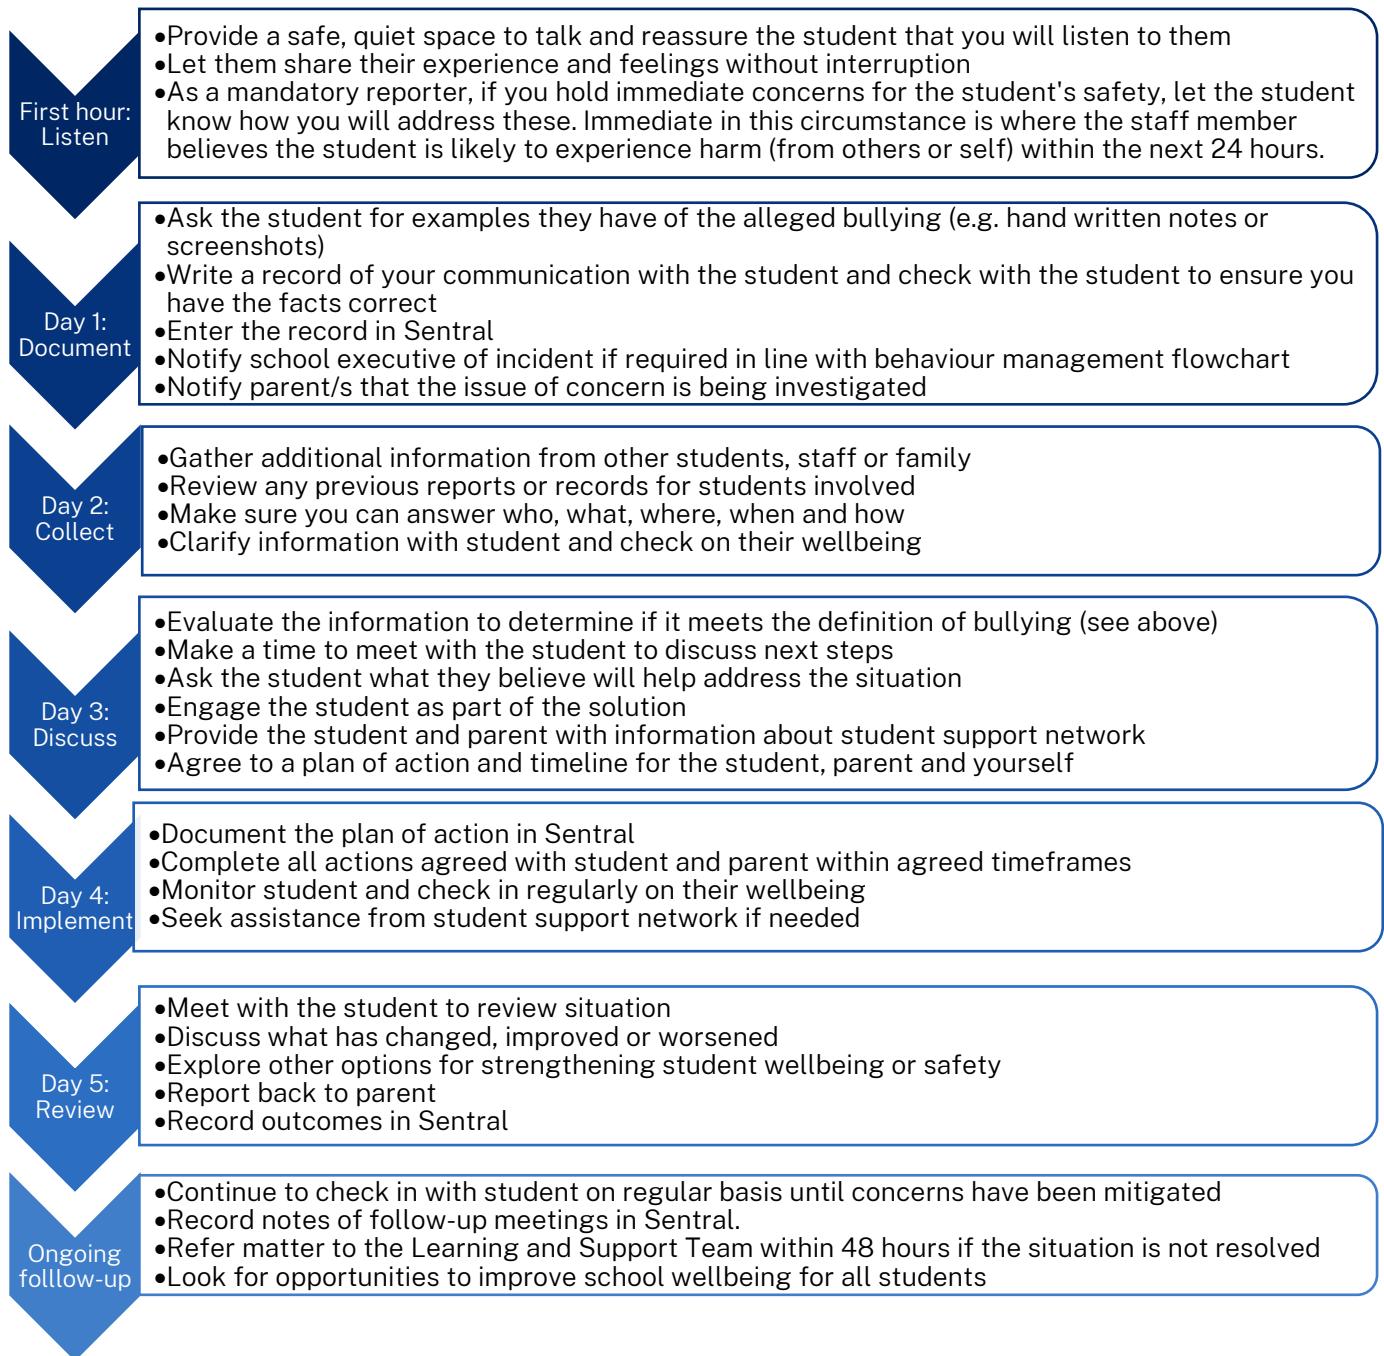 First hour:
Listen
•Provide a safe, quiet space to talk and reassure the student that you will listen to them
•Let them share their experience and feelings without interruption
•As a mandatory reporter, if you hold immediate concerns for the student's safety, let the student
know how you will address these. Immediate in this circumstance is where the staff member
believes the student is likely to experience harm (from others or self) within the next 24 hours.
Day 1:
Document
•Ask the student for examples they have of the alleged bullying (e.g. hand written notes or
screenshots)
•Write a record of your communication with the student and check with the student to ensure you
have the facts correct
•Enter the record in Sentral
•Notify school executive of incident if required in line with behaviour management flowchart
•Notify parent/s that the issue of concern is being investigated
Day 2:
Collect
•Gather additional information from other students, staff or family
•Review any previous reports or records for students involved
•Make sure you can answer who, what, where, when and how
•Clarify information with student and check on their wellbeing
Day 3:
Discuss
•Evaluate the information to determine if it meets the definition of bullying (see above)
•Make a time to meet with the student to discuss next steps
•Ask the student what they believe will help address the situation
•Engage the student as part of the solution
•Provide the student and parent with information about student support network
•Agree to a plan of action and timeline for the student, parent and yourself
Day 4:
Implement
•Document the plan of action in Sentral
•Complete all actions agreed with student and parent within agreed timeframes
•Monitor student and check in regularly on their wellbeing
•Seek assistance from student support network if needed
Day 5:
Review
•Meet with the student to review situation
•Discuss what has changed, improved or worsened
•Explore other options for strengthening student wellbeing or safety
•Report back to parent
•Record outcomes in Sentral
Ongoing
folllow-up
•Continue to check in with student on regular basis until concerns have been mitigated
•Record notes of follow-up meetings in Sentral.
•Refer matter to the Learning and Support Team within 48 hours if the situation is not resolved
•Look for opportunities to improve school wellbeing for all students